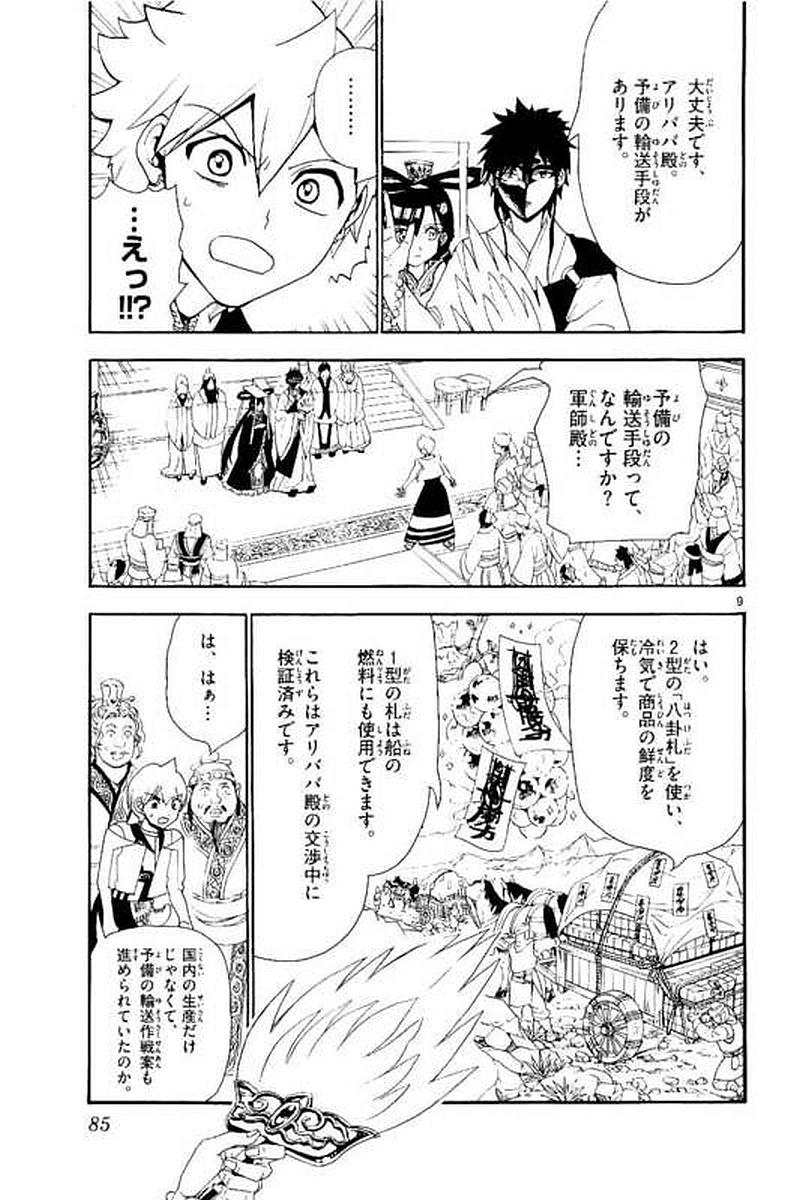 大丈夫です、
アリババ殿。
予備の輸送手段が
あります。
………
…えっ!!?
予備の
輸送手段って、
なんですか?
軍師殿…
9
はい。
2型の「八卦札」を使い、
冷気で商品の鮮度を
保ちます。
1型の札は船の
燃料にも使用できます。
これらはアリババ殿の交渉中に
検証済みです。
は、はぁ…
国内の生産だけ
じゃなくて、
予備の輸送作戦案も
進められていたのか。
85